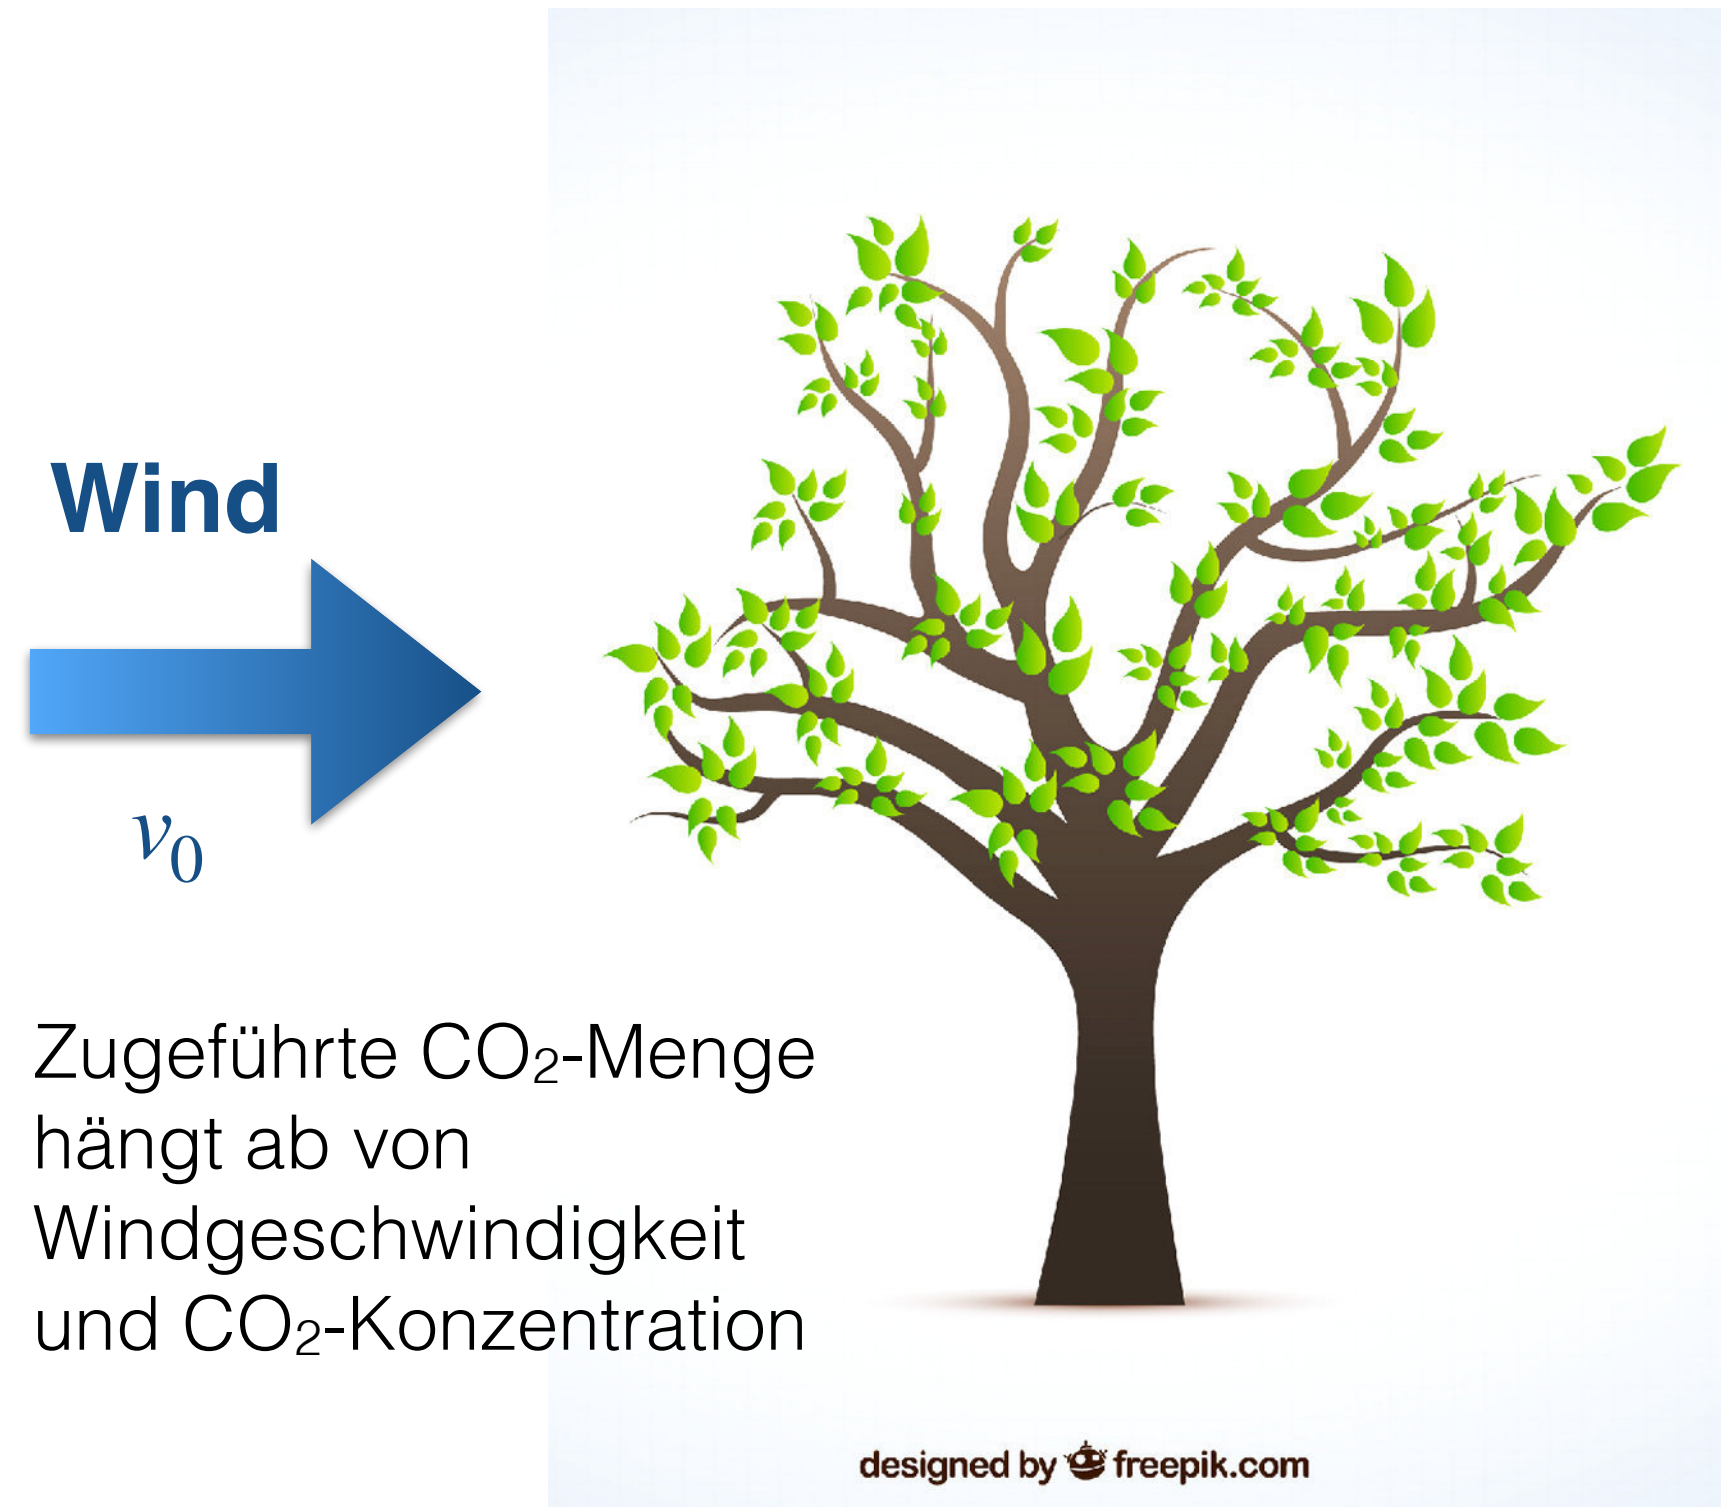 Wind
v₀
Zugeführte CO₂-Menge
hängt ab von
Windgeschwindigkeit
und CO₂-Konzentration
designed by freepik.com